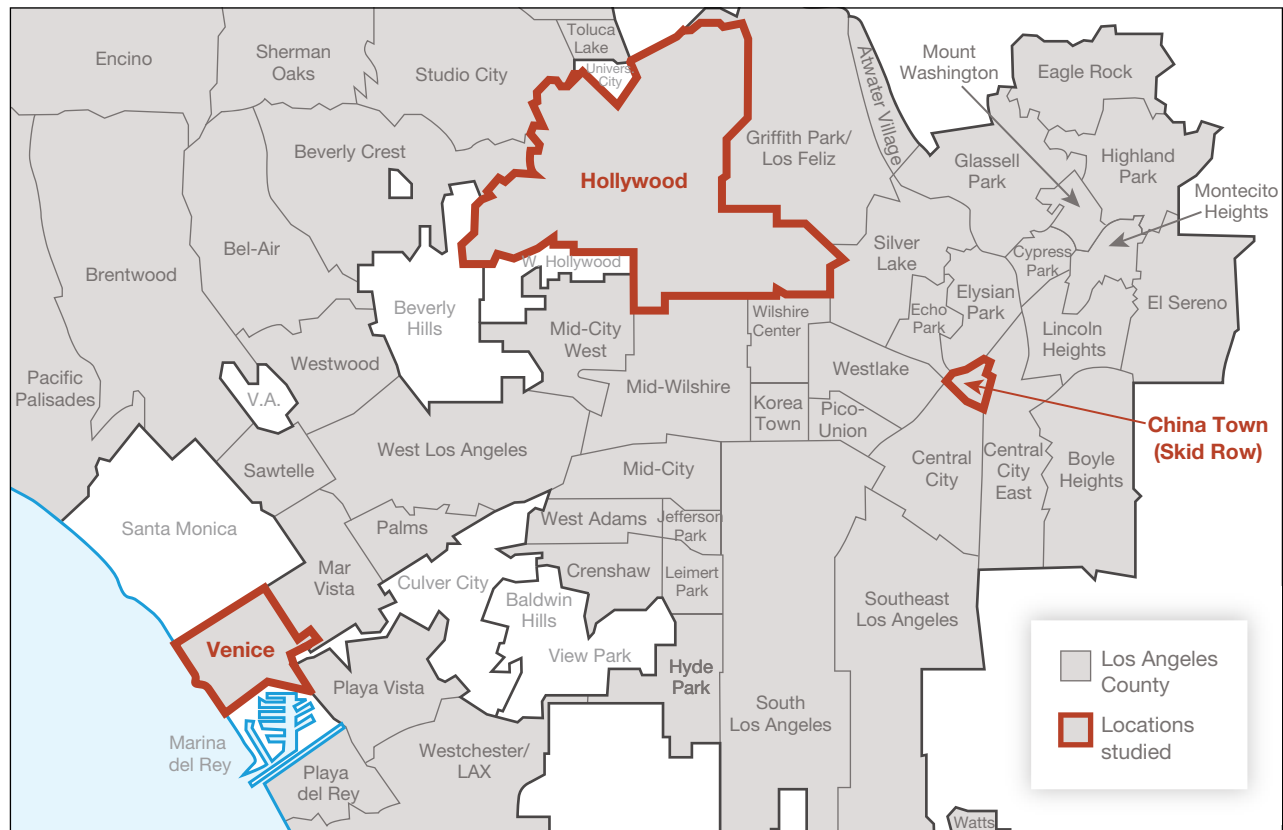 Encino
Sherman
Oaks
Studio City
Toluca
Lake
Univers
City
Atwater Village
Mount
Washington
Eagle Rock
Beverly Crest
Hollywood
Griffith Park/
Los Feliz
Glassell
Park
Highland
Park
Montecito
Heights
Bel-Air
Brentwood
W. Hollywood
Silver
Lake
Cypress
Park
Beverly
Hills
Mid-City
West
Wilshire
Center
Echo
Park
Elysian
Park
Lincoln
Heights
El Sereno
Westwood
Pacific
Palisades
V.A.
Mid-Wilshire
Westlake
Korea
Town
Pico-
Union
China Town
(Skid Row)
West Los Angeles
Sawtelle
Mid-City
Central
City
Central
City
East
Boyle
Heights
Santa Monica
Palms
West Adams
Jefferson
Park
Mar
Vista
Culver City
Crenshaw
Leimert
Park
Baldwin
Hills
Southeast
Los Angeles
Venice
View Park
Hyde
Park
Playa Vista
South
Los Angeles
Marina
del Rey
Westchester/
LAX
Playa
del Rey
Watts
Los Angeles
County
Locations
studied